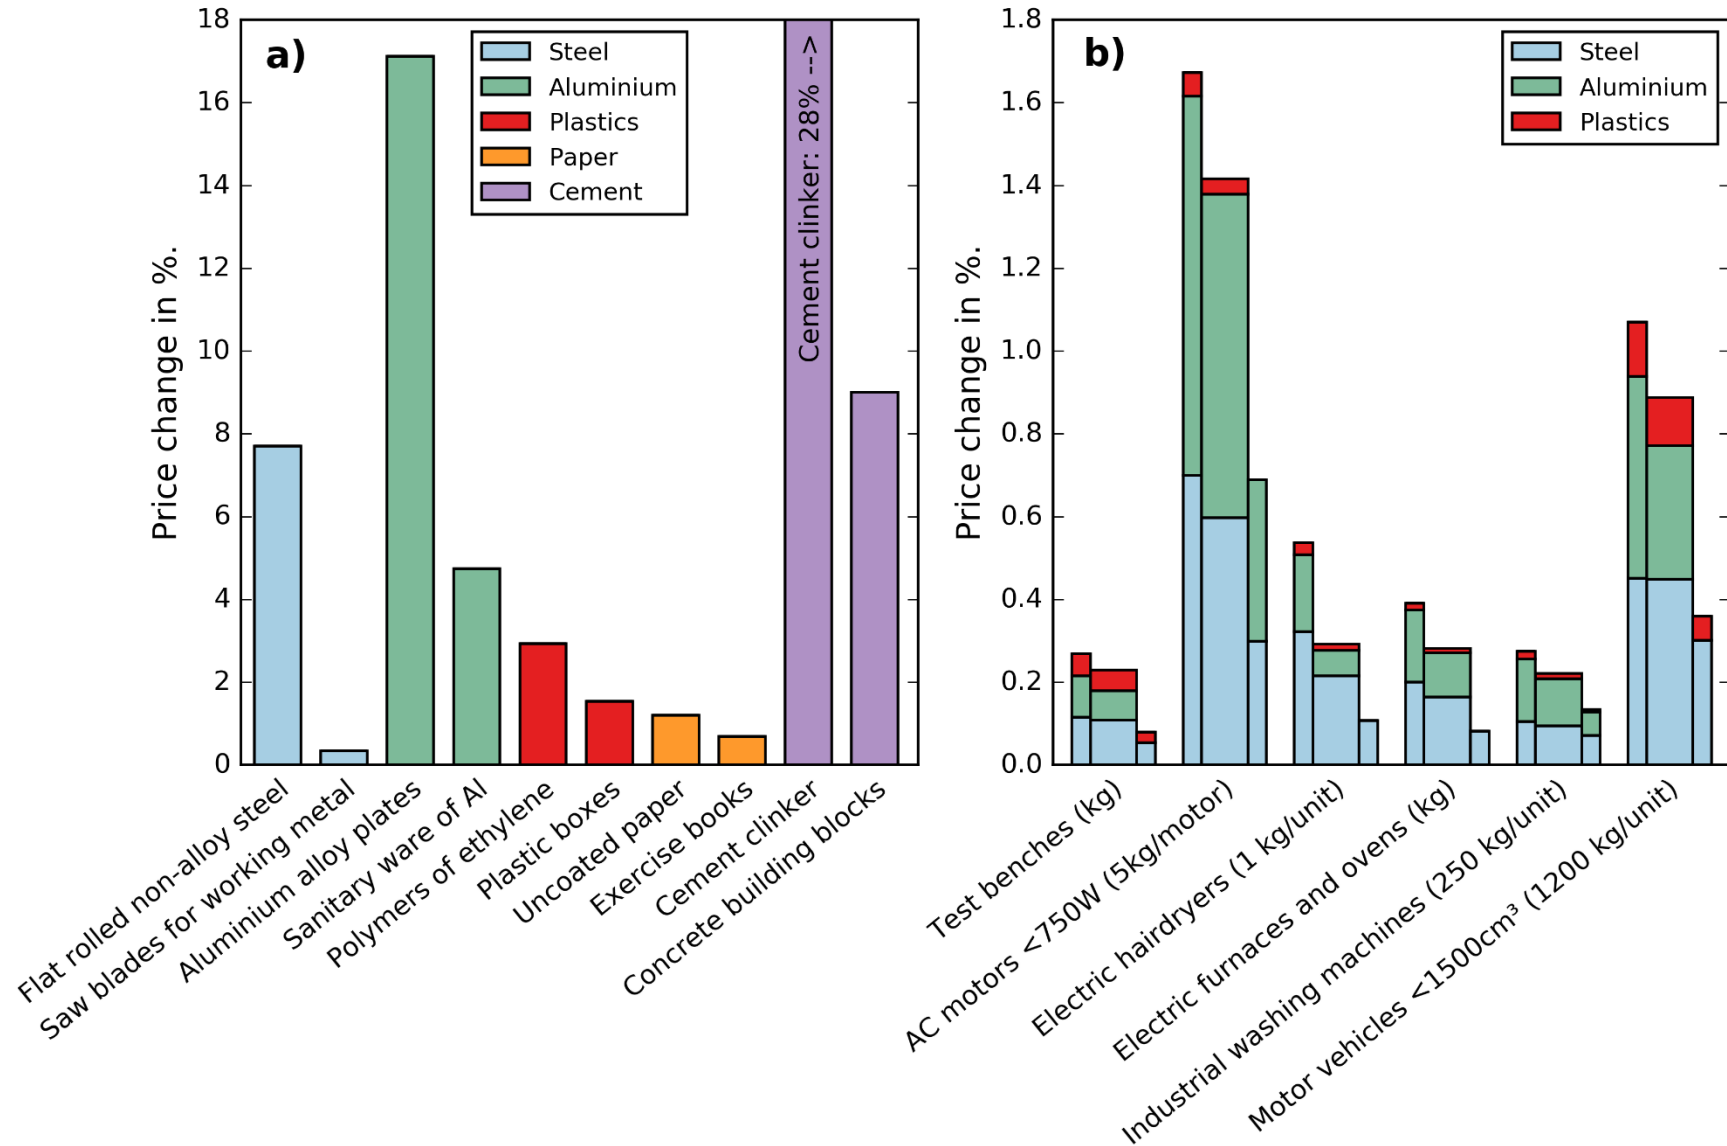 a)
Steel
Aluminium
Plastics
Paper
Cement
Cement clinker: 28% -->
Price change in %.
18
16
14
12
10
8
6
4
2
0
Flat rolled non-alloy steel
Saw blades for working metal
Aluminium alloy plates
Sanitary ware of Al
Polymers of ethylene
Plastic boxes
Uncoated paper
Exercise books
Cement clinker
Concrete building blocks
b)
Steel
Aluminium
Plastics
Price change in %.
1.8
1.6
1.4
1.2
1.0
0.8
0.6
0.4
0.2
0.0
Test benches (kg)
AC motors <750W (5kg/motor)
Electric hairdryers (1 kg/unit)
Electric furnaces and ovens (kg)
Industrial washing machines (250 kg/unit)
Motor vehicles <1500cm³ (1200 kg/unit)